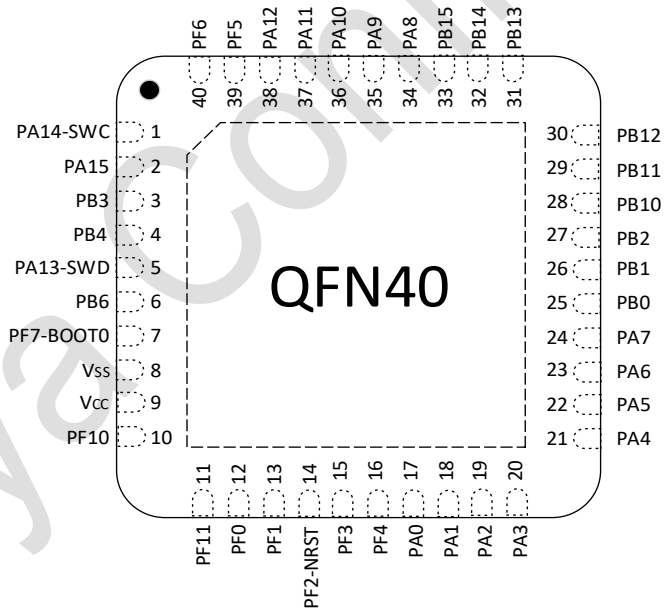 PF6
PF5
PA12
PA11
PA10
PA9
PA8
PB15
PB14
PB13
40
39
38
37
36
35
34
33
32
31
PA14-SWC 1
PA15 2
PB3 3
PB4 4
PA13-SWD 5
PB6 6
PF7-BOOT0 7
Vss 8
Vcc 9
PF10 10
QFN40
30 PB12
29 PB11
28 PB10
27 PB2
26 PB1
25 PB0
24 PA7
23 PA6
22 PA5
21 PA4
11
12
13
14
15
16
17
18
19
20
PF11
PF0
PF1
PF2-NRST
PF3
PF4
PA0
PA1
PA2
PA3